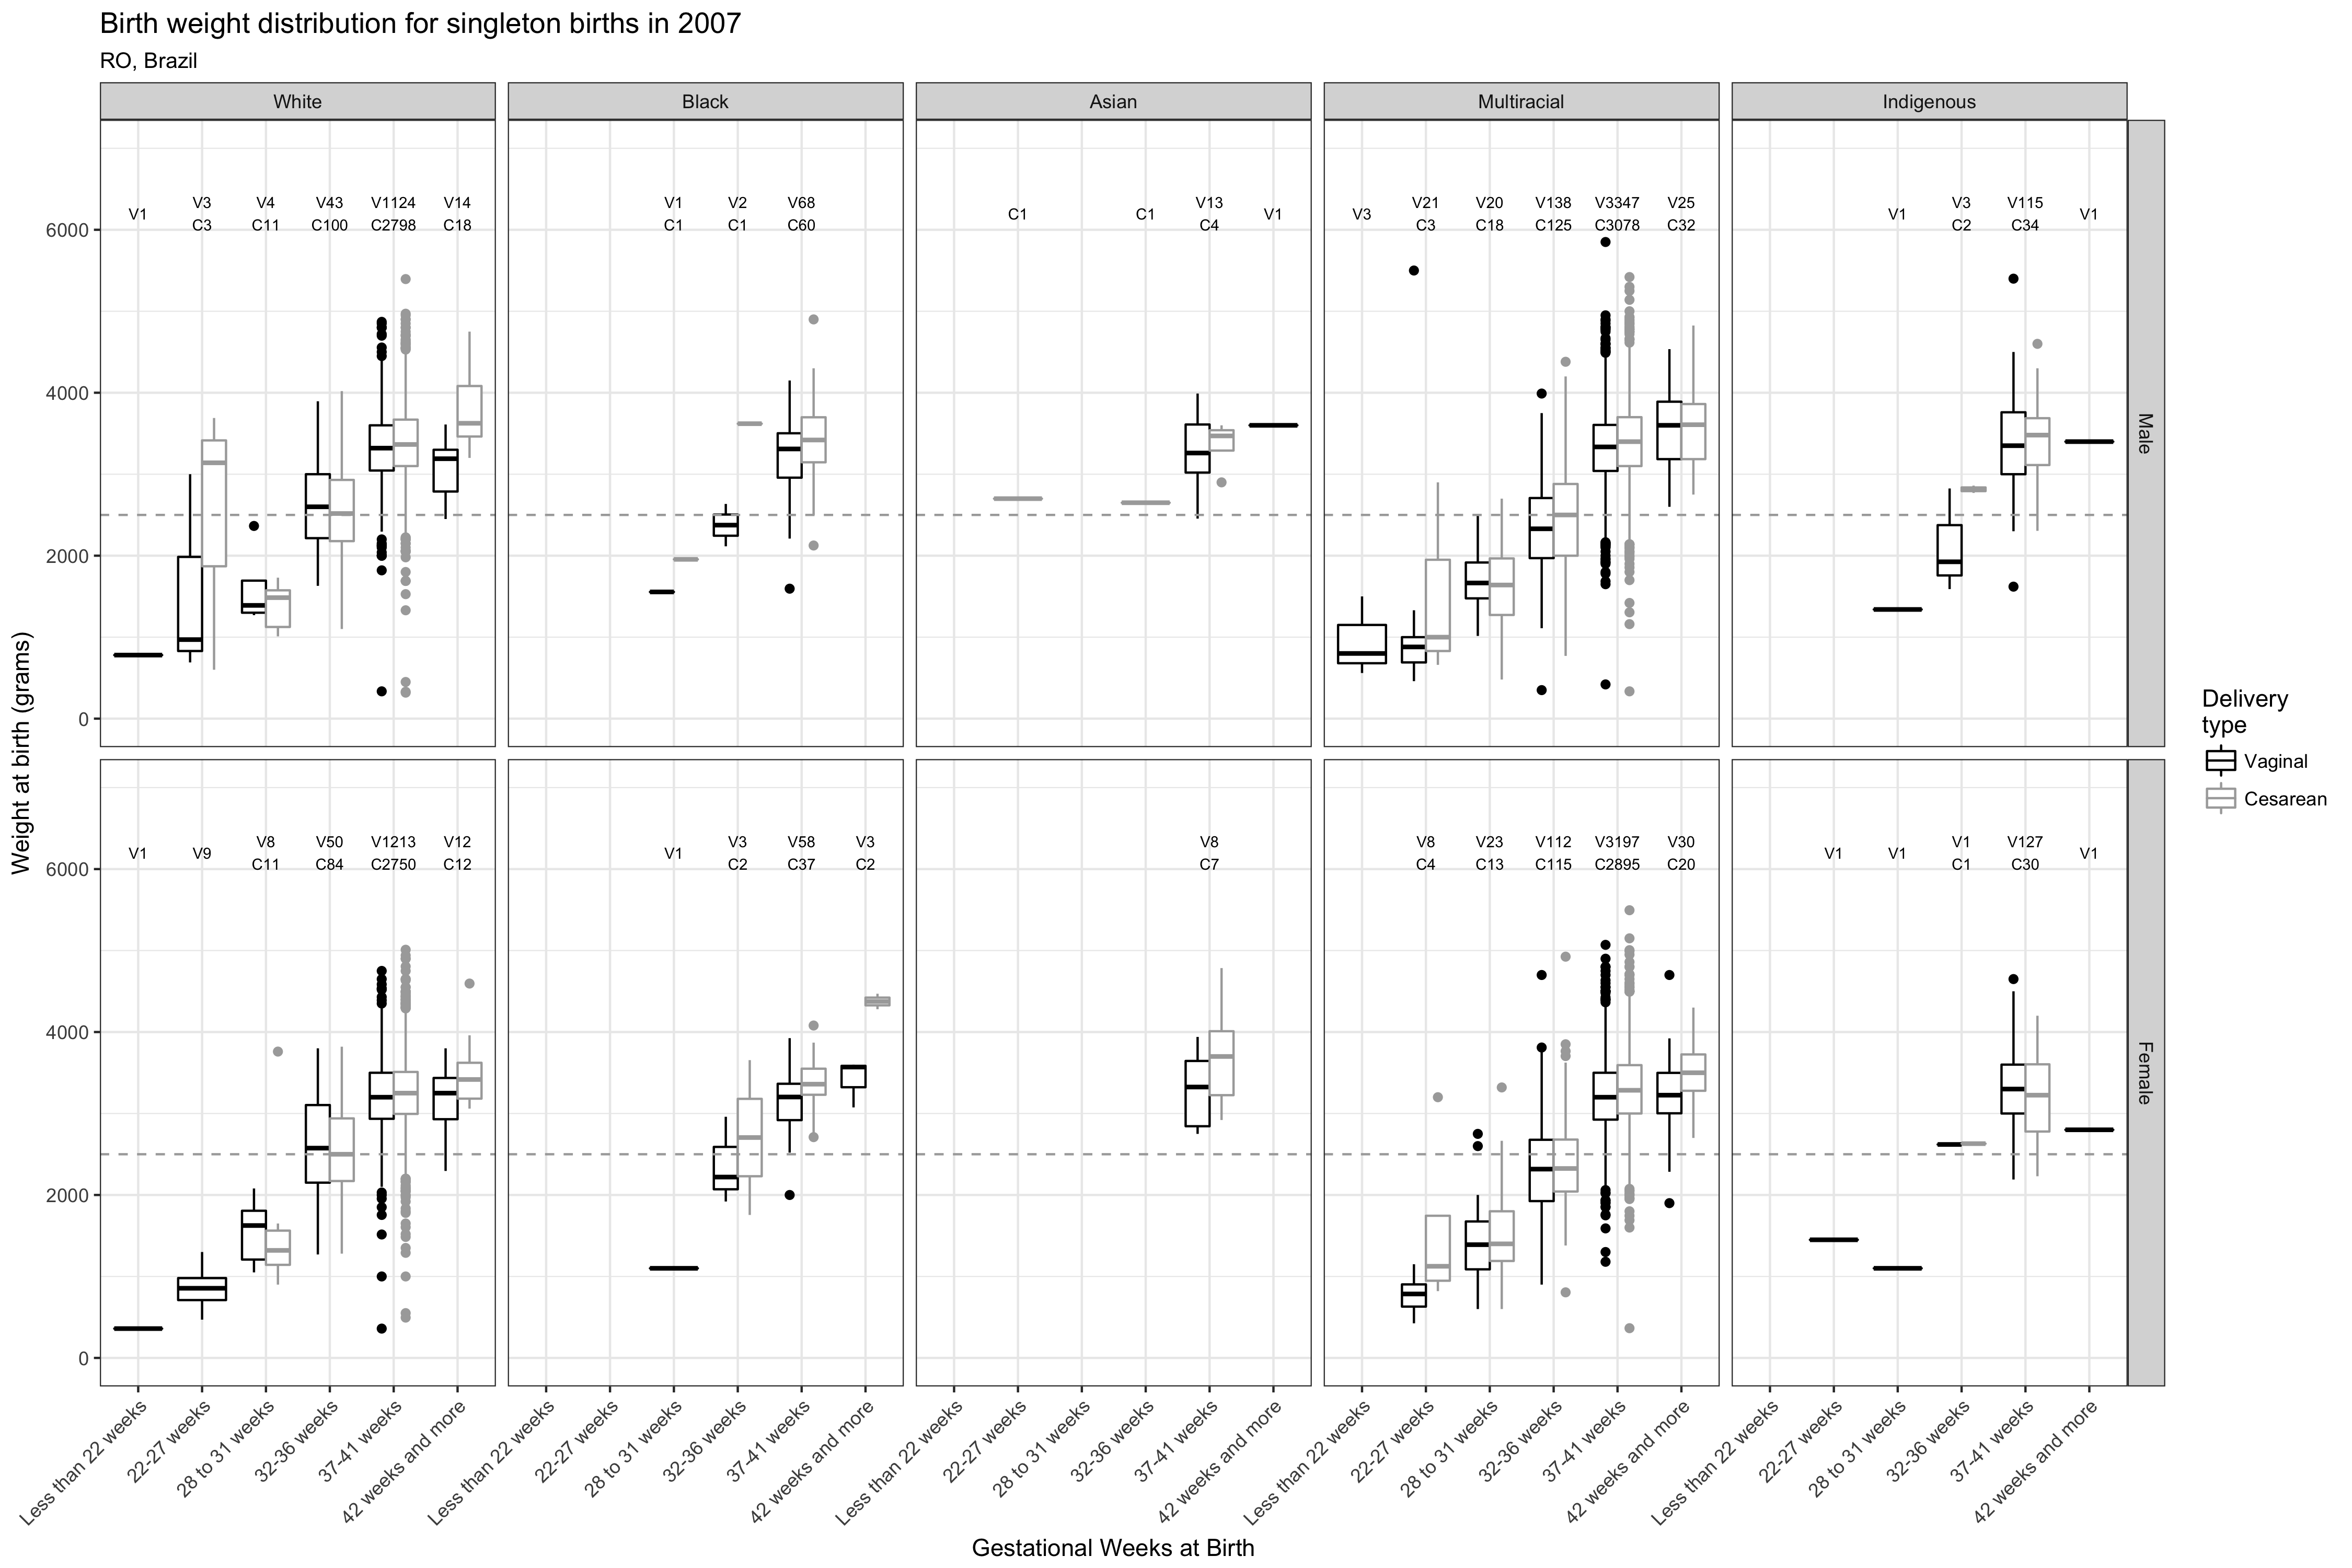 Birth weight distribution for singleton births in 2007
RO, Brazil
White Black Asian Multiracial Indigenous
V1 V3 V4 V43 V1124 V14
C3 C11 C100 C2798 C18
V1 V2 V68
C1 C1 C60
C1 C1 V13 V1
C4
V3 V21 V20 V138 V3347 V25
C3 C18 C125 C3078 C32
V1 V3 V115 V1
C2 C34
6000
4000
2000
0
Male
V1 V9 V8 V50 V1213 V12
C11 C84 C2750 C12
V1 V3 V58 V3
C2 C37 C2
V8
C7
V8 V23 V112 V3197 V30
C4 C13 C115 C2895 C20
V1 V1 V1 V127 V1
C1 C30
6000
4000
2000
0
Female
Weight at birth (grams)
Less than 22 weeks
22-27 weeks
28 to 31 weeks
32-36 weeks
37-41 weeks
42 weeks and more
Less than 22 weeks
22-27 weeks
28 to 31 weeks
32-36 weeks
37-41 weeks
42 weeks and more
Less than 22 weeks
22-27 weeks
28 to 31 weeks
32-36 weeks
37-41 weeks
42 weeks and more
Less than 22 weeks
22-27 weeks
28 to 31 weeks
32-36 weeks
37-41 weeks
42 weeks and more
Less than 22 weeks
22-27 weeks
28 to 31 weeks
32-36 weeks
37-41 weeks
42 weeks and more
Gestational Weeks at Birth
Delivery
type
Vaginal
Cesarean